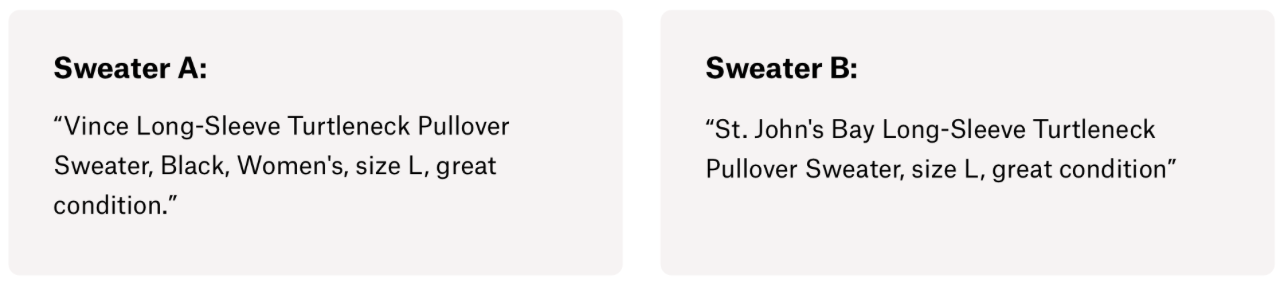 Sweater A:
“Vince Long-Sleeve Turtleneck Pullover
Sweater, Black, Women's, size L, great
condition.”
Sweater B:
“St. John's Bay Long-Sleeve Turtleneck
Pullover Sweater, size L, great condition”